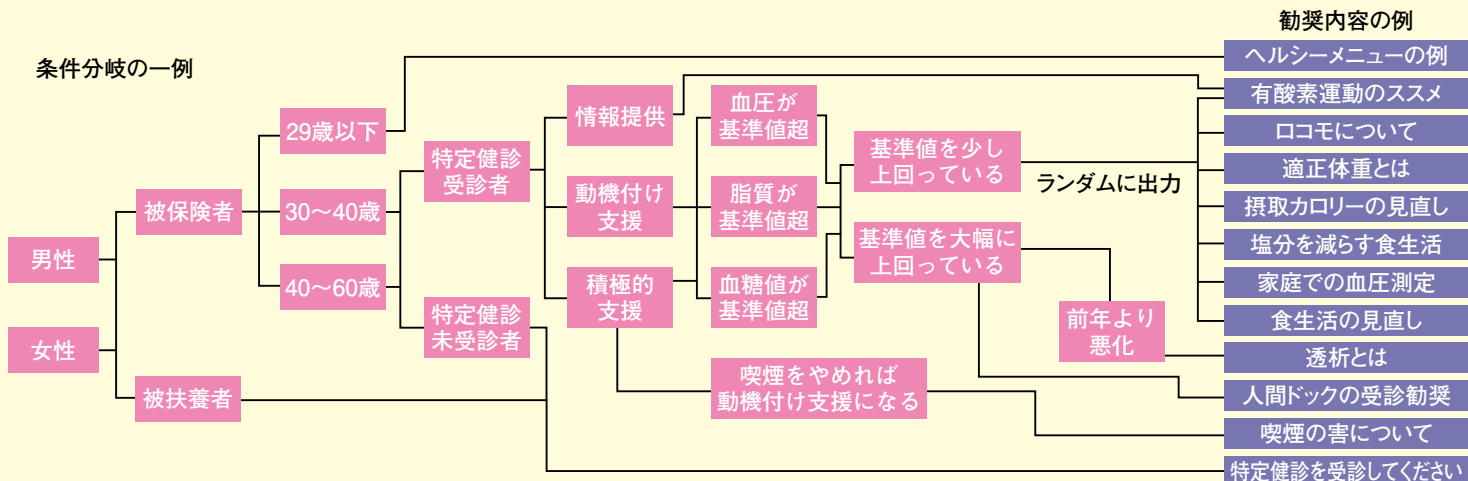 条件分岐の一例
男性
女性
被保険者
被扶養者
29歳以下
30〜40歳
40〜60歳
特定健診
受診者
特定健診
未受診者
情報提供
動機付け
支援
積極的
支援
血圧が
基準値超
脂質が
基準値超
血糖値が
基準値超
喫煙をやめれば
動機付け支援になる
基準値を少し
上回っている
基準値を大幅に
上回っている
ランダムに出力
前年より
悪化
勧奨内容の例
ヘルシーメニューの例
有酸素運動のススメ
ロコモについて
適正体重とは
摂取カロリーの見直し
塩分を減らす食生活
家庭での血圧測定
食生活の見直し
透析とは
人間ドックの受診勧奨
喫煙の害について
特定健診を受診してください